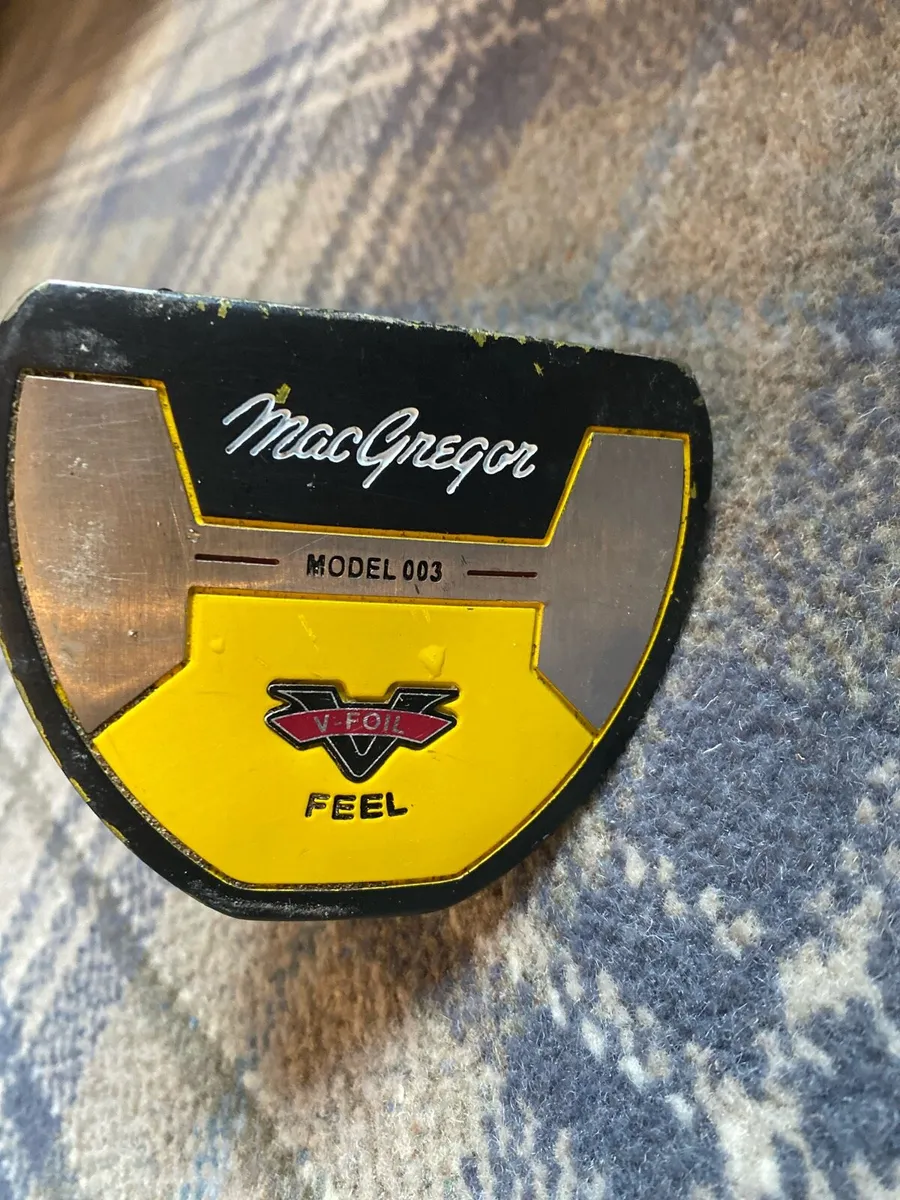 MacGregor
MODEL 003
V-FOIL
FEEL